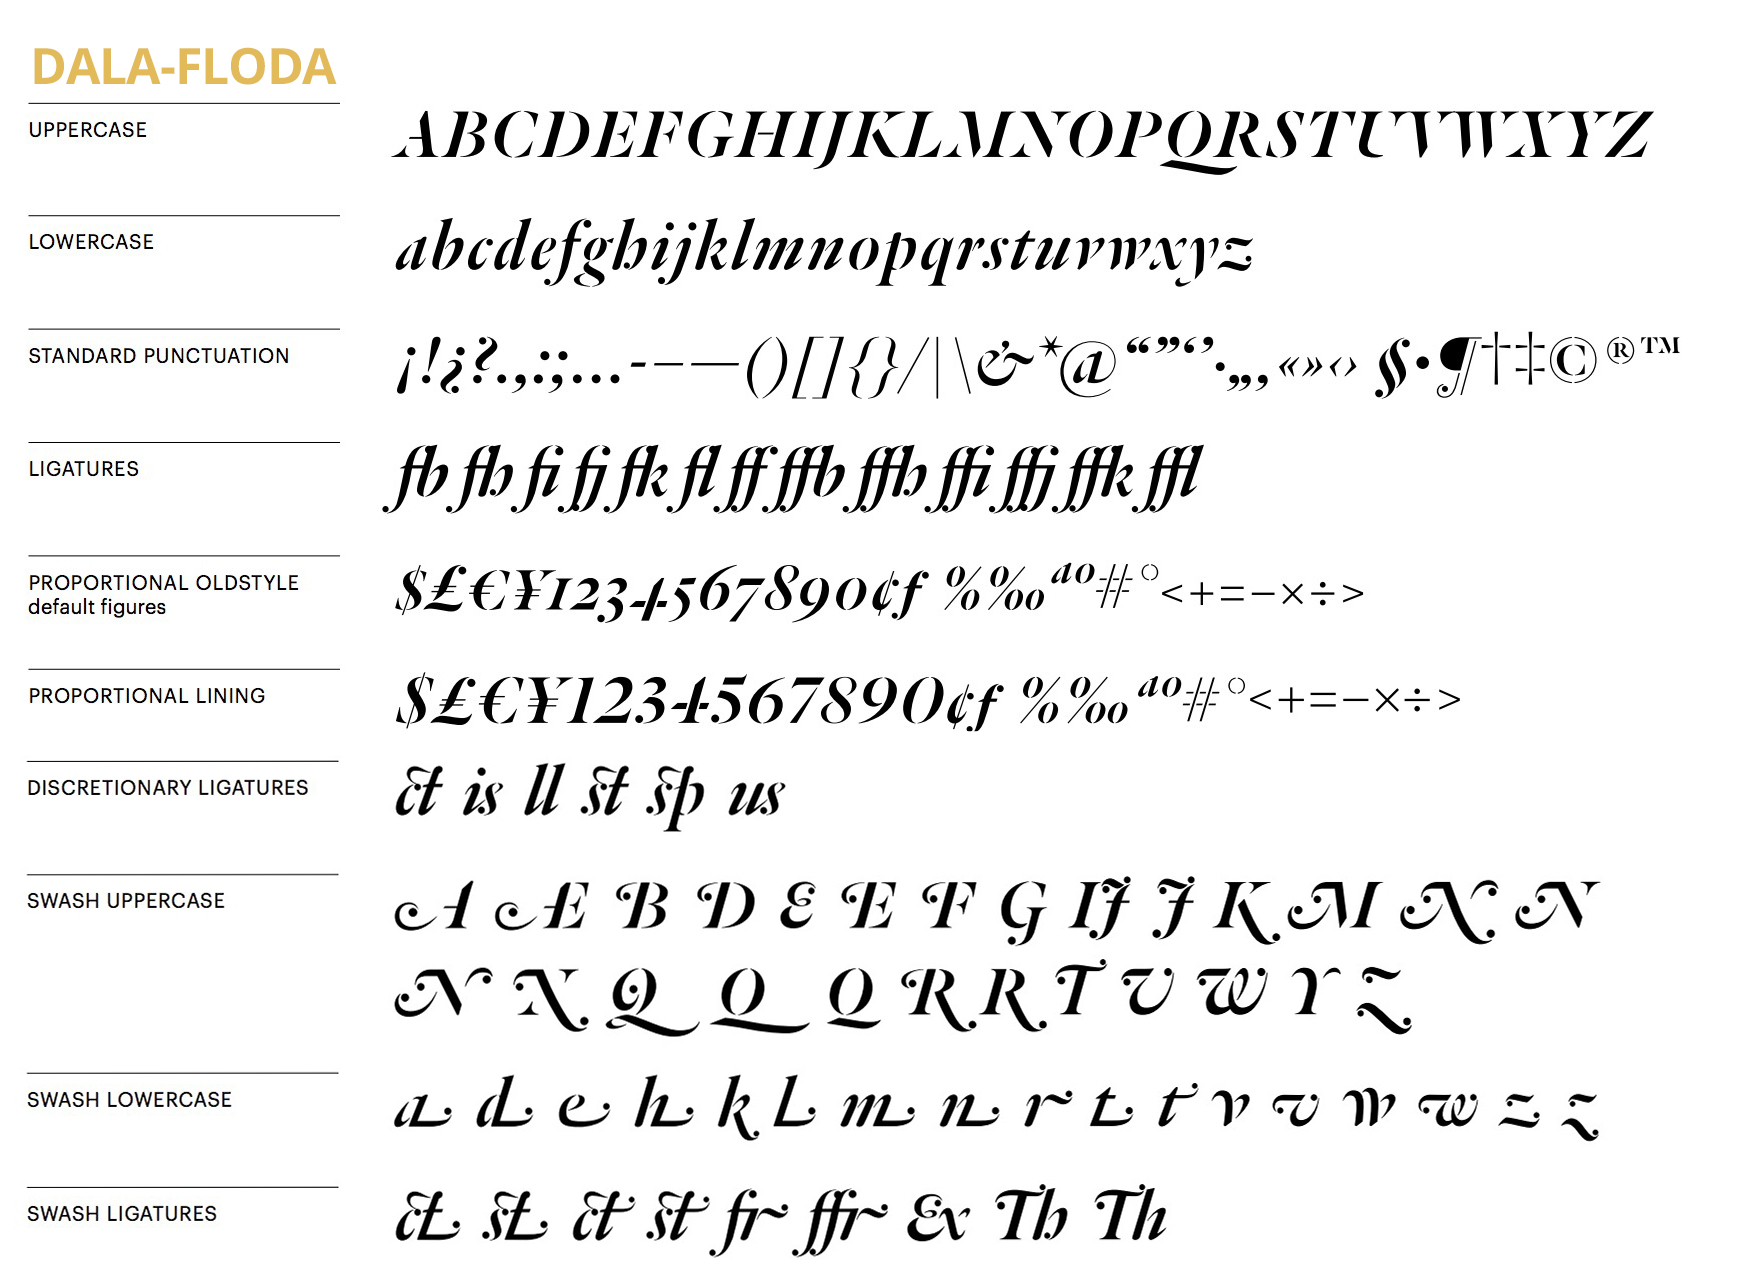 DALA-FLODA
UPPERCASE
ABCDEFGHIJKLMNOPQRSTUVWXYZ
LOWERCASE
abcdefghijklmnopqrstuvwxyz
STANDARD PUNCTUATION
¡!¿?.,:;…-–—()[]{}/|\&*@“”‘’·„‚«»‹› §•¶†‡©®™
LIGATURES
fb fh fi fj fk fl ff ffb ffh ffi ffj ffk ffl
PROPORTIONAL OLDSTYLE
default figures
$£€¥1234567890¢ƒ %‰ªº#°<+=−×÷>
PROPORTIONAL LINING
$£€¥1234567890¢ƒ %‰ªº#°<+=−×÷>
DISCRETIONARY LIGATURES
ct is ll st sp us
SWASH UPPERCASE
A Æ B D E E F G IJ J K M N N
N X Q Q Q R R T U W Y Z
SWASH LOWERCASE
a d e h k l m n r t t v v w w z z
SWASH LIGATURES
ct st ct st fr ffr Ex Th Th